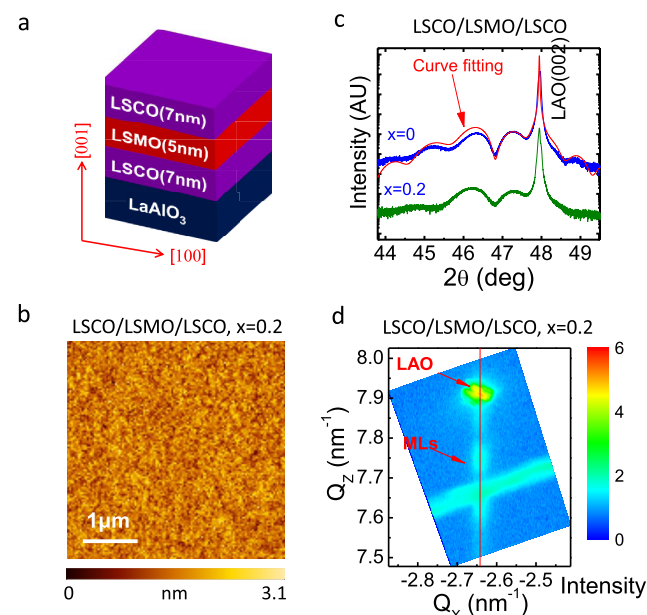 a
LSCO(7nm)
LSMO(5nm)
LSCO(7nm)
LaAlO3
[001]
[100]
b
LSCO/LSMO/LSCO, x=0.2
1μm
0 nm 3.1
c
LSCO/LSMO/LSCO
Curve fitting
LAO(002)
x=0
x=0.2
Intensity (AU)
44 45 46 47 48 49
2θ (deg)
d
LSCO/LSMO/LSCO, x=0.2
8.0
7.9
7.8
7.7
7.6
7.5
QZ (nm-1)
LAO
MLs
-2.8 -2.7 -2.6 -2.5
QX (nm-1)
6
4
2
0
Intensity